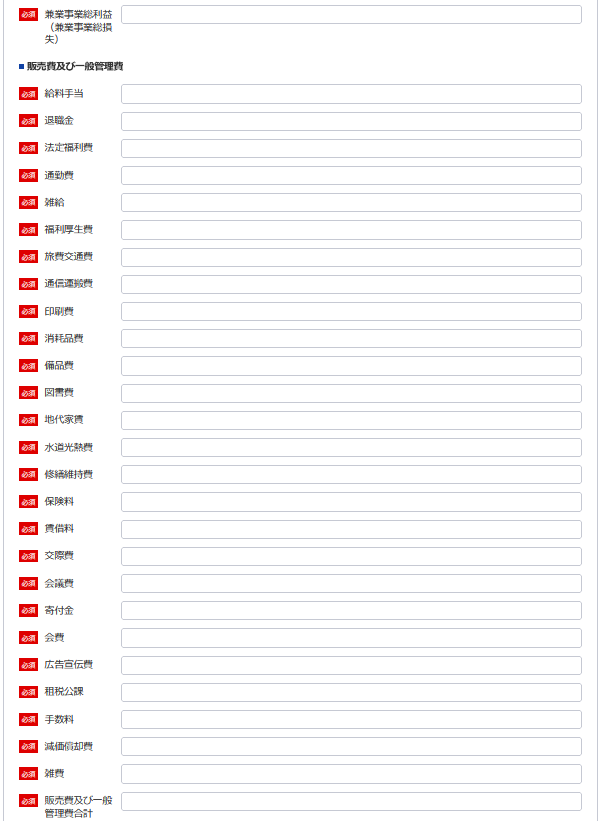 必須 兼業事業総利益
（兼業事業総損
失）
販売費及び一般管理費
必須 給料手当
必須 退職金
必須 法定福利費
必須 通勤費
必須 雑給
必須 福利厚生費
必須 旅費交通費
必須 通信運搬費
必須 印刷費
必須 消耗品費
必須 備品費
必須 図書費
必須 地代家賃
必須 水道光熱費
必須 修繕維持費
必須 保険料
必須 賃借料
必須 交際費
必須 会議費
必須 寄付金
必須 会費
必須 広告宣伝費
必須 租税公課
必須 手数料
必須 減価償却費
必須 雑費
必須 販売費及び一般
管理費合計